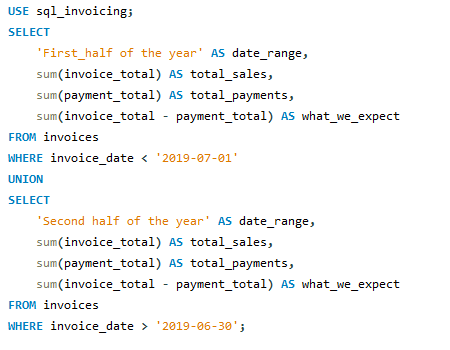 USE sql_invoicing;
SELECT
    'First_half of the year' AS date_range,
    sum(invoice_total) AS total_sales,
    sum(payment_total) AS total_payments,
    sum(invoice_total - payment_total) AS what_we_expect
FROM invoices
WHERE invoice_date < '2019-07-01'
UNION
SELECT
    'Second half of the year' AS date_range,
    sum(invoice_total) AS total_sales,
    sum(payment_total) AS total_payments,
    sum(invoice_total - payment_total) AS what_we_expect
FROM invoices
WHERE invoice_date > '2019-06-30';